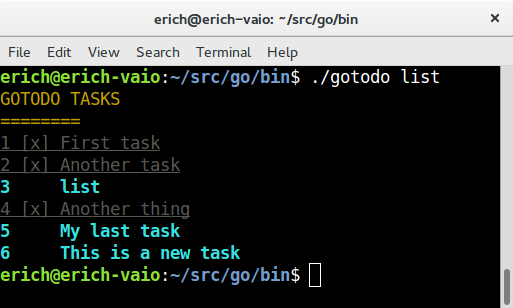 erich@erich-vaio: ~/src/go/bin
File Edit View Search Terminal Help
erich@erich-vaio:~/src/go/bin$ ./gotodo list
GOTODO TASKS
========
1 [x] First task
2 [x] Another task
3     list
4 [x] Another thing
5     My last task
6     This is a new task
erich@erich-vaio:~/src/go/bin$